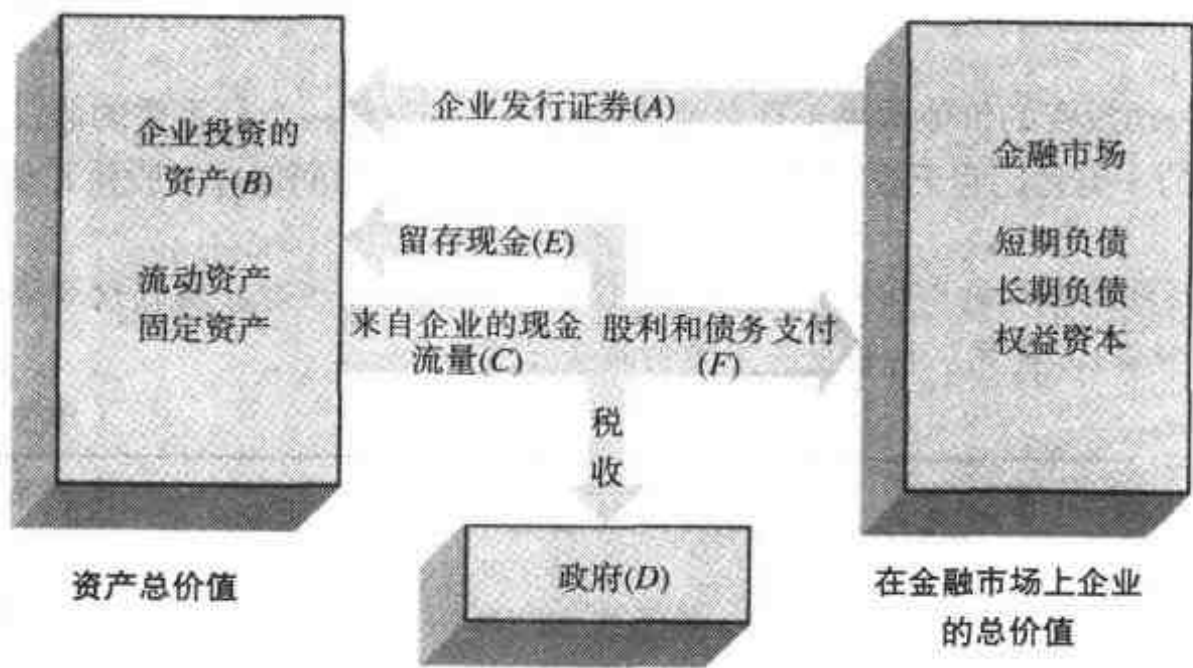 企业发行证券(A)
企业投资的
资产(B)
流动资产
固定资产
留存现金(E)
来自企业的现金
流量(C)
股利和债务支付
(F)
金融市场
短期负债
长期负债
权益资本
税
收
政府(D)
资产总价值
在金融市场上企业
的总价值